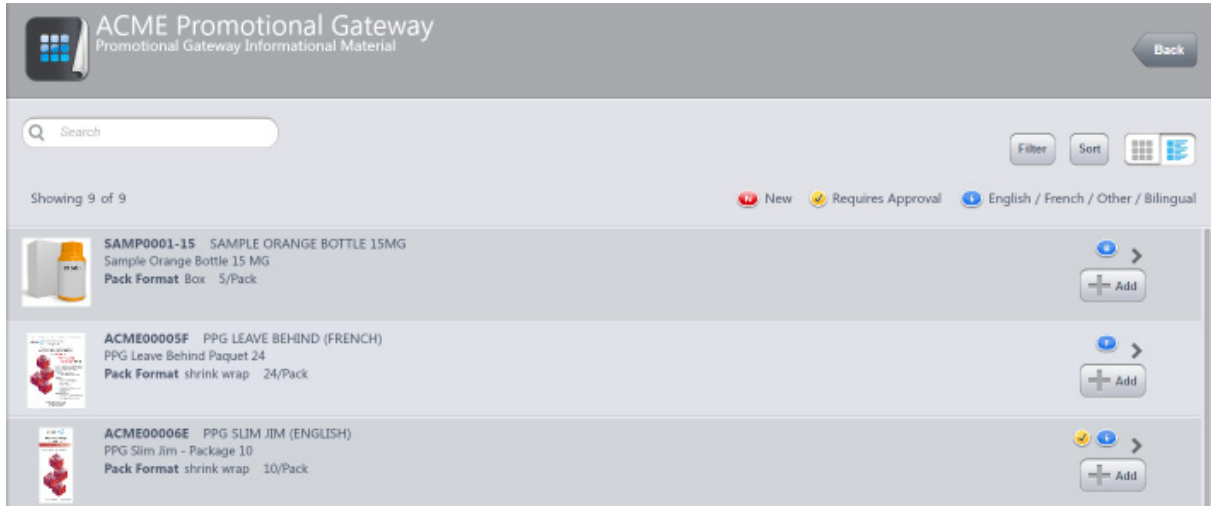 ACME Promotional Gateway
Promotional Gateway Informational Material
Back
Search
Filter
Sort
Showing 9 of 9
New
Requires Approval
English / French / Other / Bilingual
SAMP0001-15 SAMPLE ORANGE BOTTLE 15MG
Sample Orange Bottle 15 MG
Pack Format Box 5/Pack
Add
ACME00005F PPG LEAVE BEHIND (FRENCH)
PPG Leave Behind Paquet 24
Pack Format shrink wrap 24/Pack
Add
ACME00006E PPG SLIM JIM (ENGLISH)
PPG Slim Jim - Package 10
Pack Format shrink wrap 10/Pack
Add